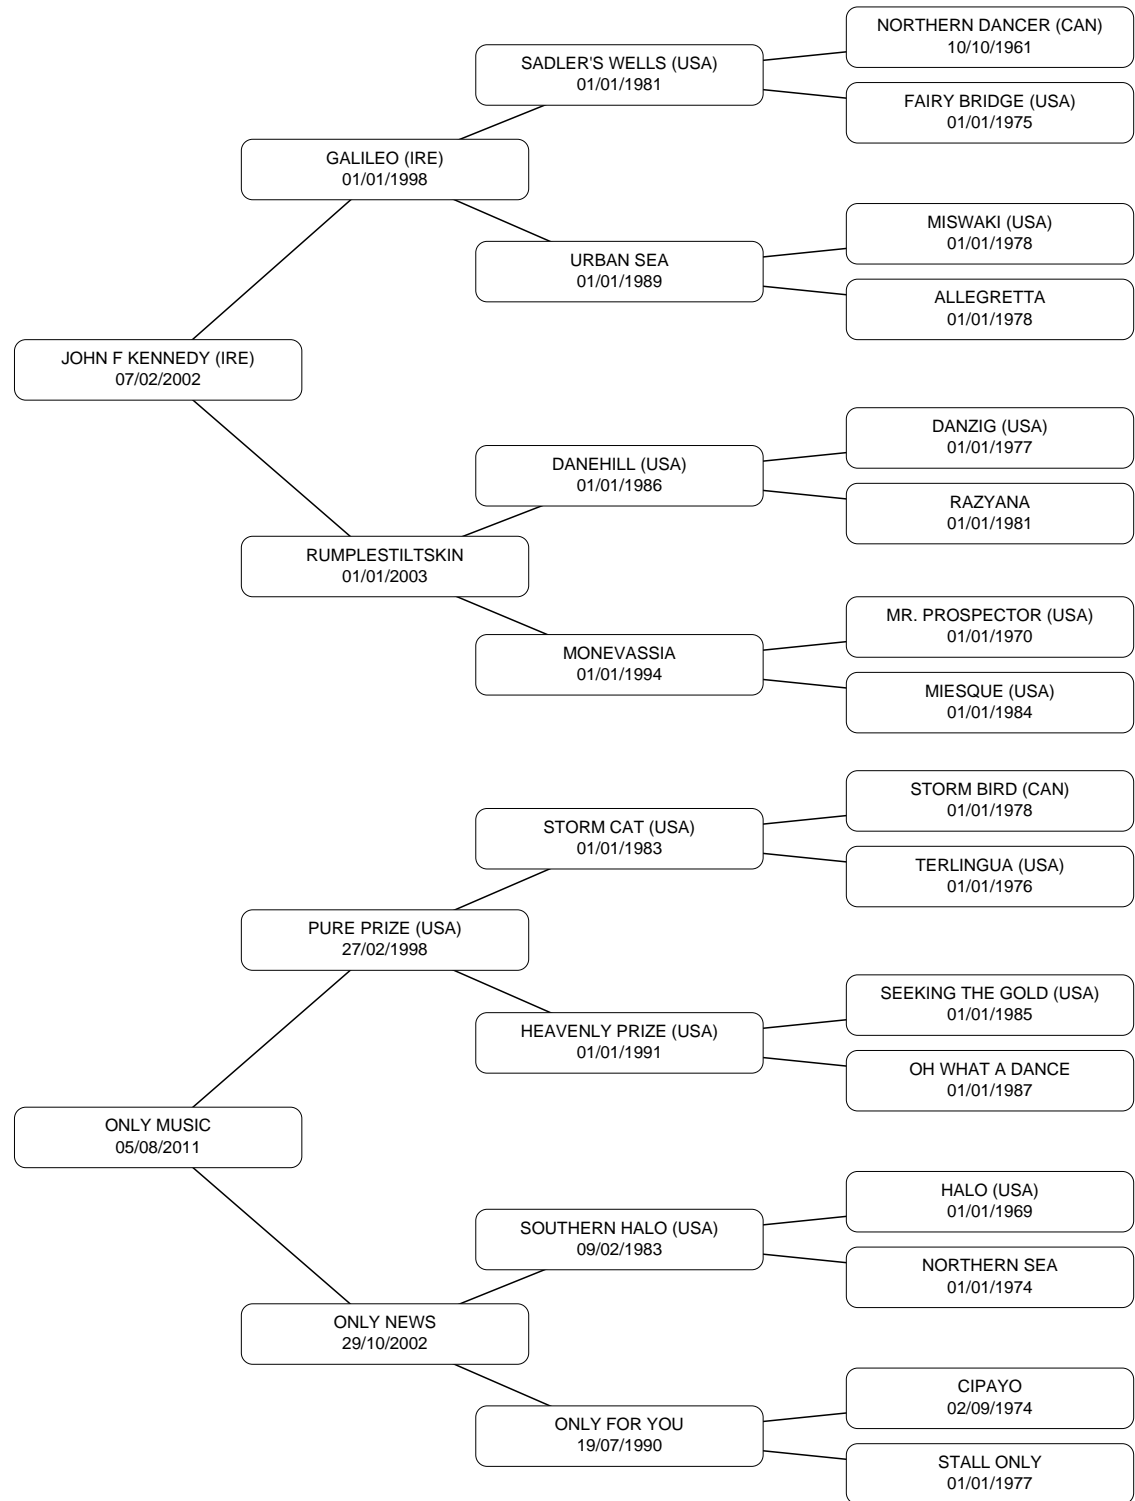 NORTHERN DANCER (CAN)
10/10/1961
SADLER'S WELLS (USA)
01/01/1981
FAIRY BRIDGE (USA)
01/01/1975
GALILEO (IRE)
01/01/1998
MISWAKI (USA)
01/01/1978
URBAN SEA
01/01/1989
ALLEGRETTA
01/01/1978
JOHN F KENNEDY (IRE)
07/02/2002
DANZIG (USA)
01/01/1977
DANEHILL (USA)
01/01/1986
RAZYANA
01/01/1981
RUMPLESTILTSKIN
01/01/2003
MR. PROSPECTOR (USA)
01/01/1970
MONEVASSIA
01/01/1994
MIESQUE (USA)
01/01/1984
STORM BIRD (CAN)
01/01/1978
STORM CAT (USA)
01/01/1983
TERLINGUA (USA)
01/01/1976
PURE PRIZE (USA)
27/02/1998
SEEKING THE GOLD (USA)
01/01/1985
HEAVENLY PRIZE (USA)
01/01/1991
OH WHAT A DANCE
01/01/1987
ONLY MUSIC
05/08/2011
HALO (USA)
01/01/1969
SOUTHERN HALO (USA)
09/02/1983
NORTHERN SEA
01/01/1974
ONLY NEWS
29/10/2002
CIPAYO
02/09/1974
ONLY FOR YOU
19/07/1990
STALL ONLY
01/01/1977